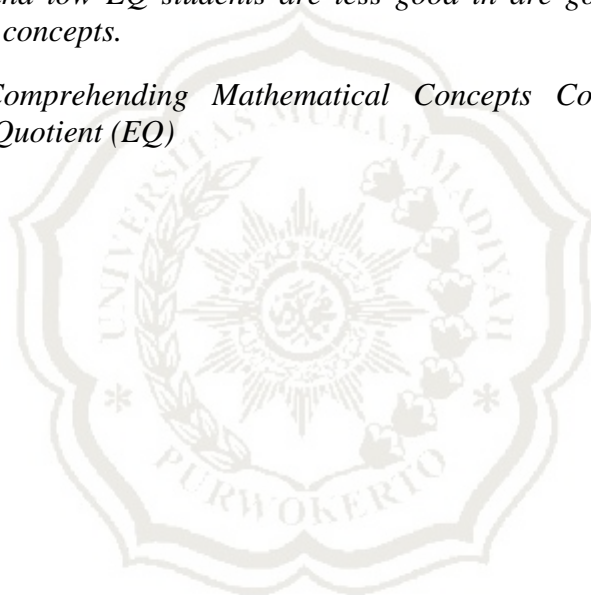 and low EQ students are less good in are go
concepts.
Comprehending Mathematical Concepts Co
Quotient (EQ)
UNIVERSITAS MUHAMMADIYAH
PURWOKERTO